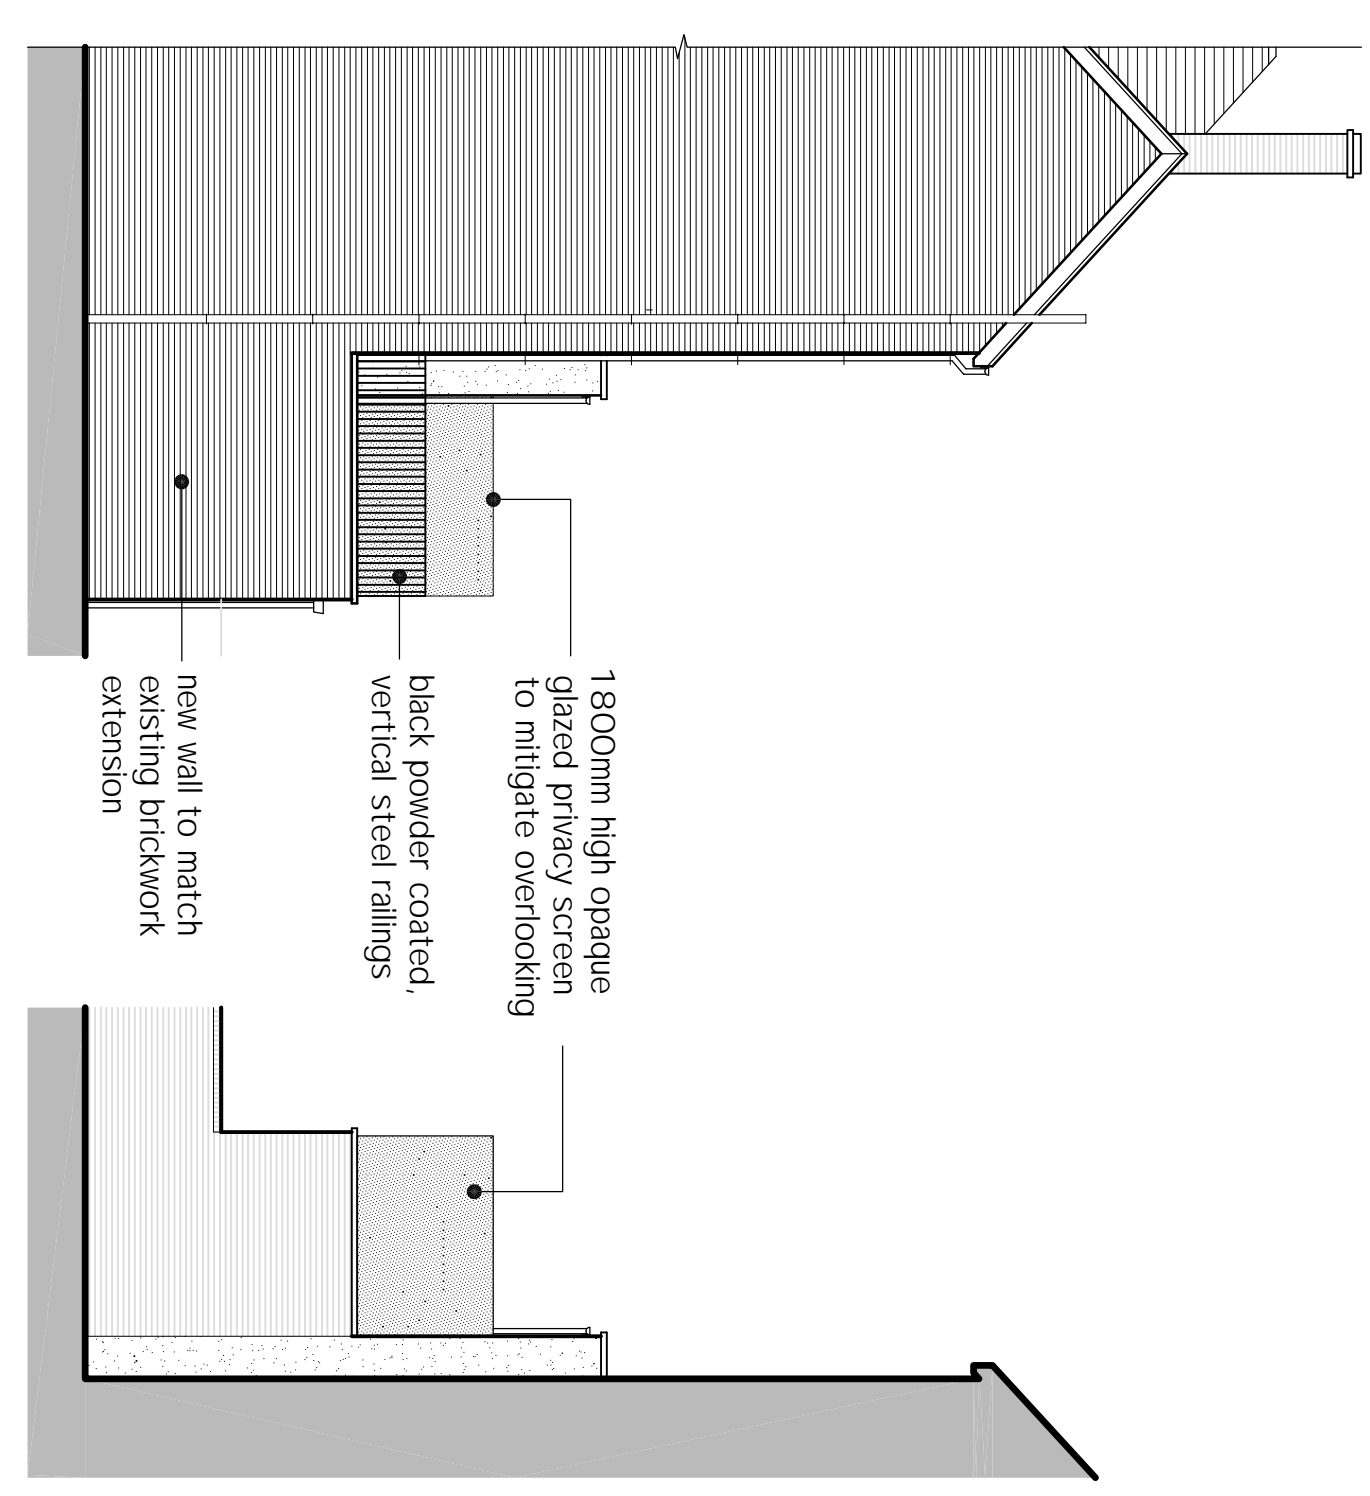 1800mm high opaque
glazed privacy screen
to mitigate overlooking
black powder coated,
vertical steel railings
new wall to match
existing brickwork
extension